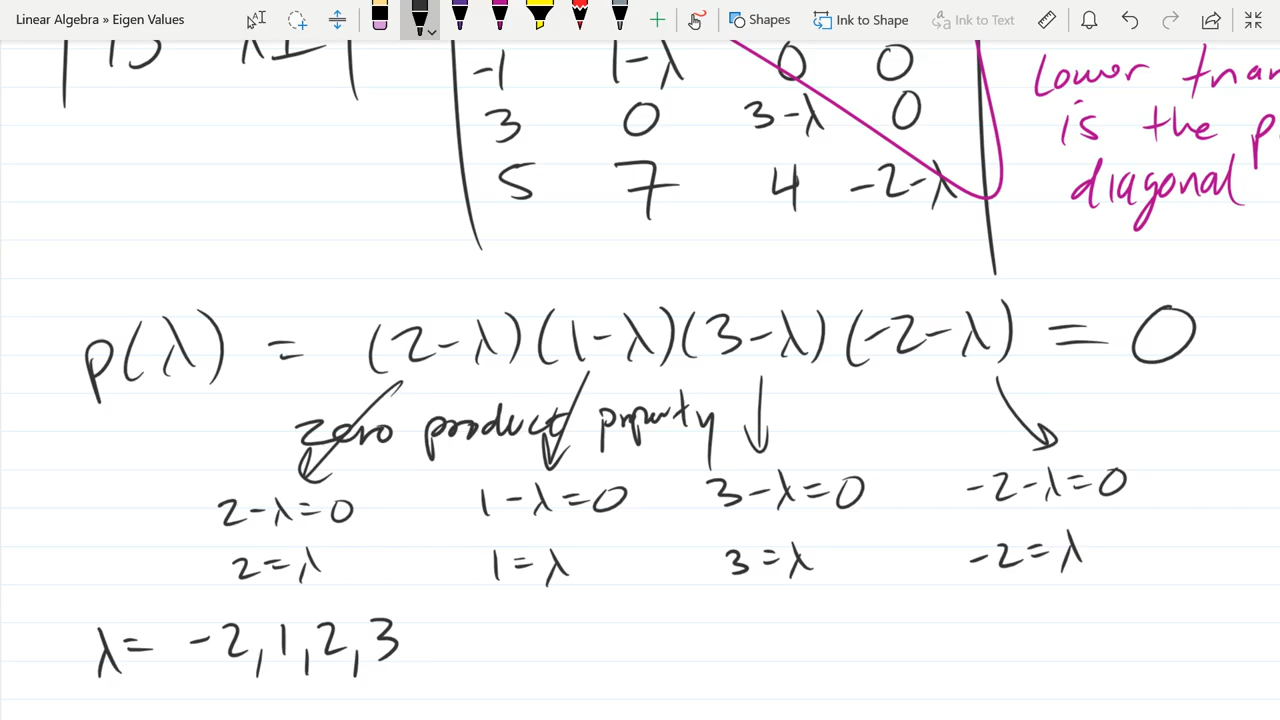 Linear Algebra » Eigen Values
Shapes
Ink to Shape
Ink to Text
-1 1-λ 0 0
Lower
3 0 3-λ 0
is the
5 7 4 -2-λ
diagonal
p(λ) = (2-λ)(1-λ)(3-λ)(-2-λ) = 0
zero product property
2-λ=0 1-λ=0 3-λ=0 -2-λ=0
2=λ 1=λ 3=λ -2=λ
λ= -2,1,2,3